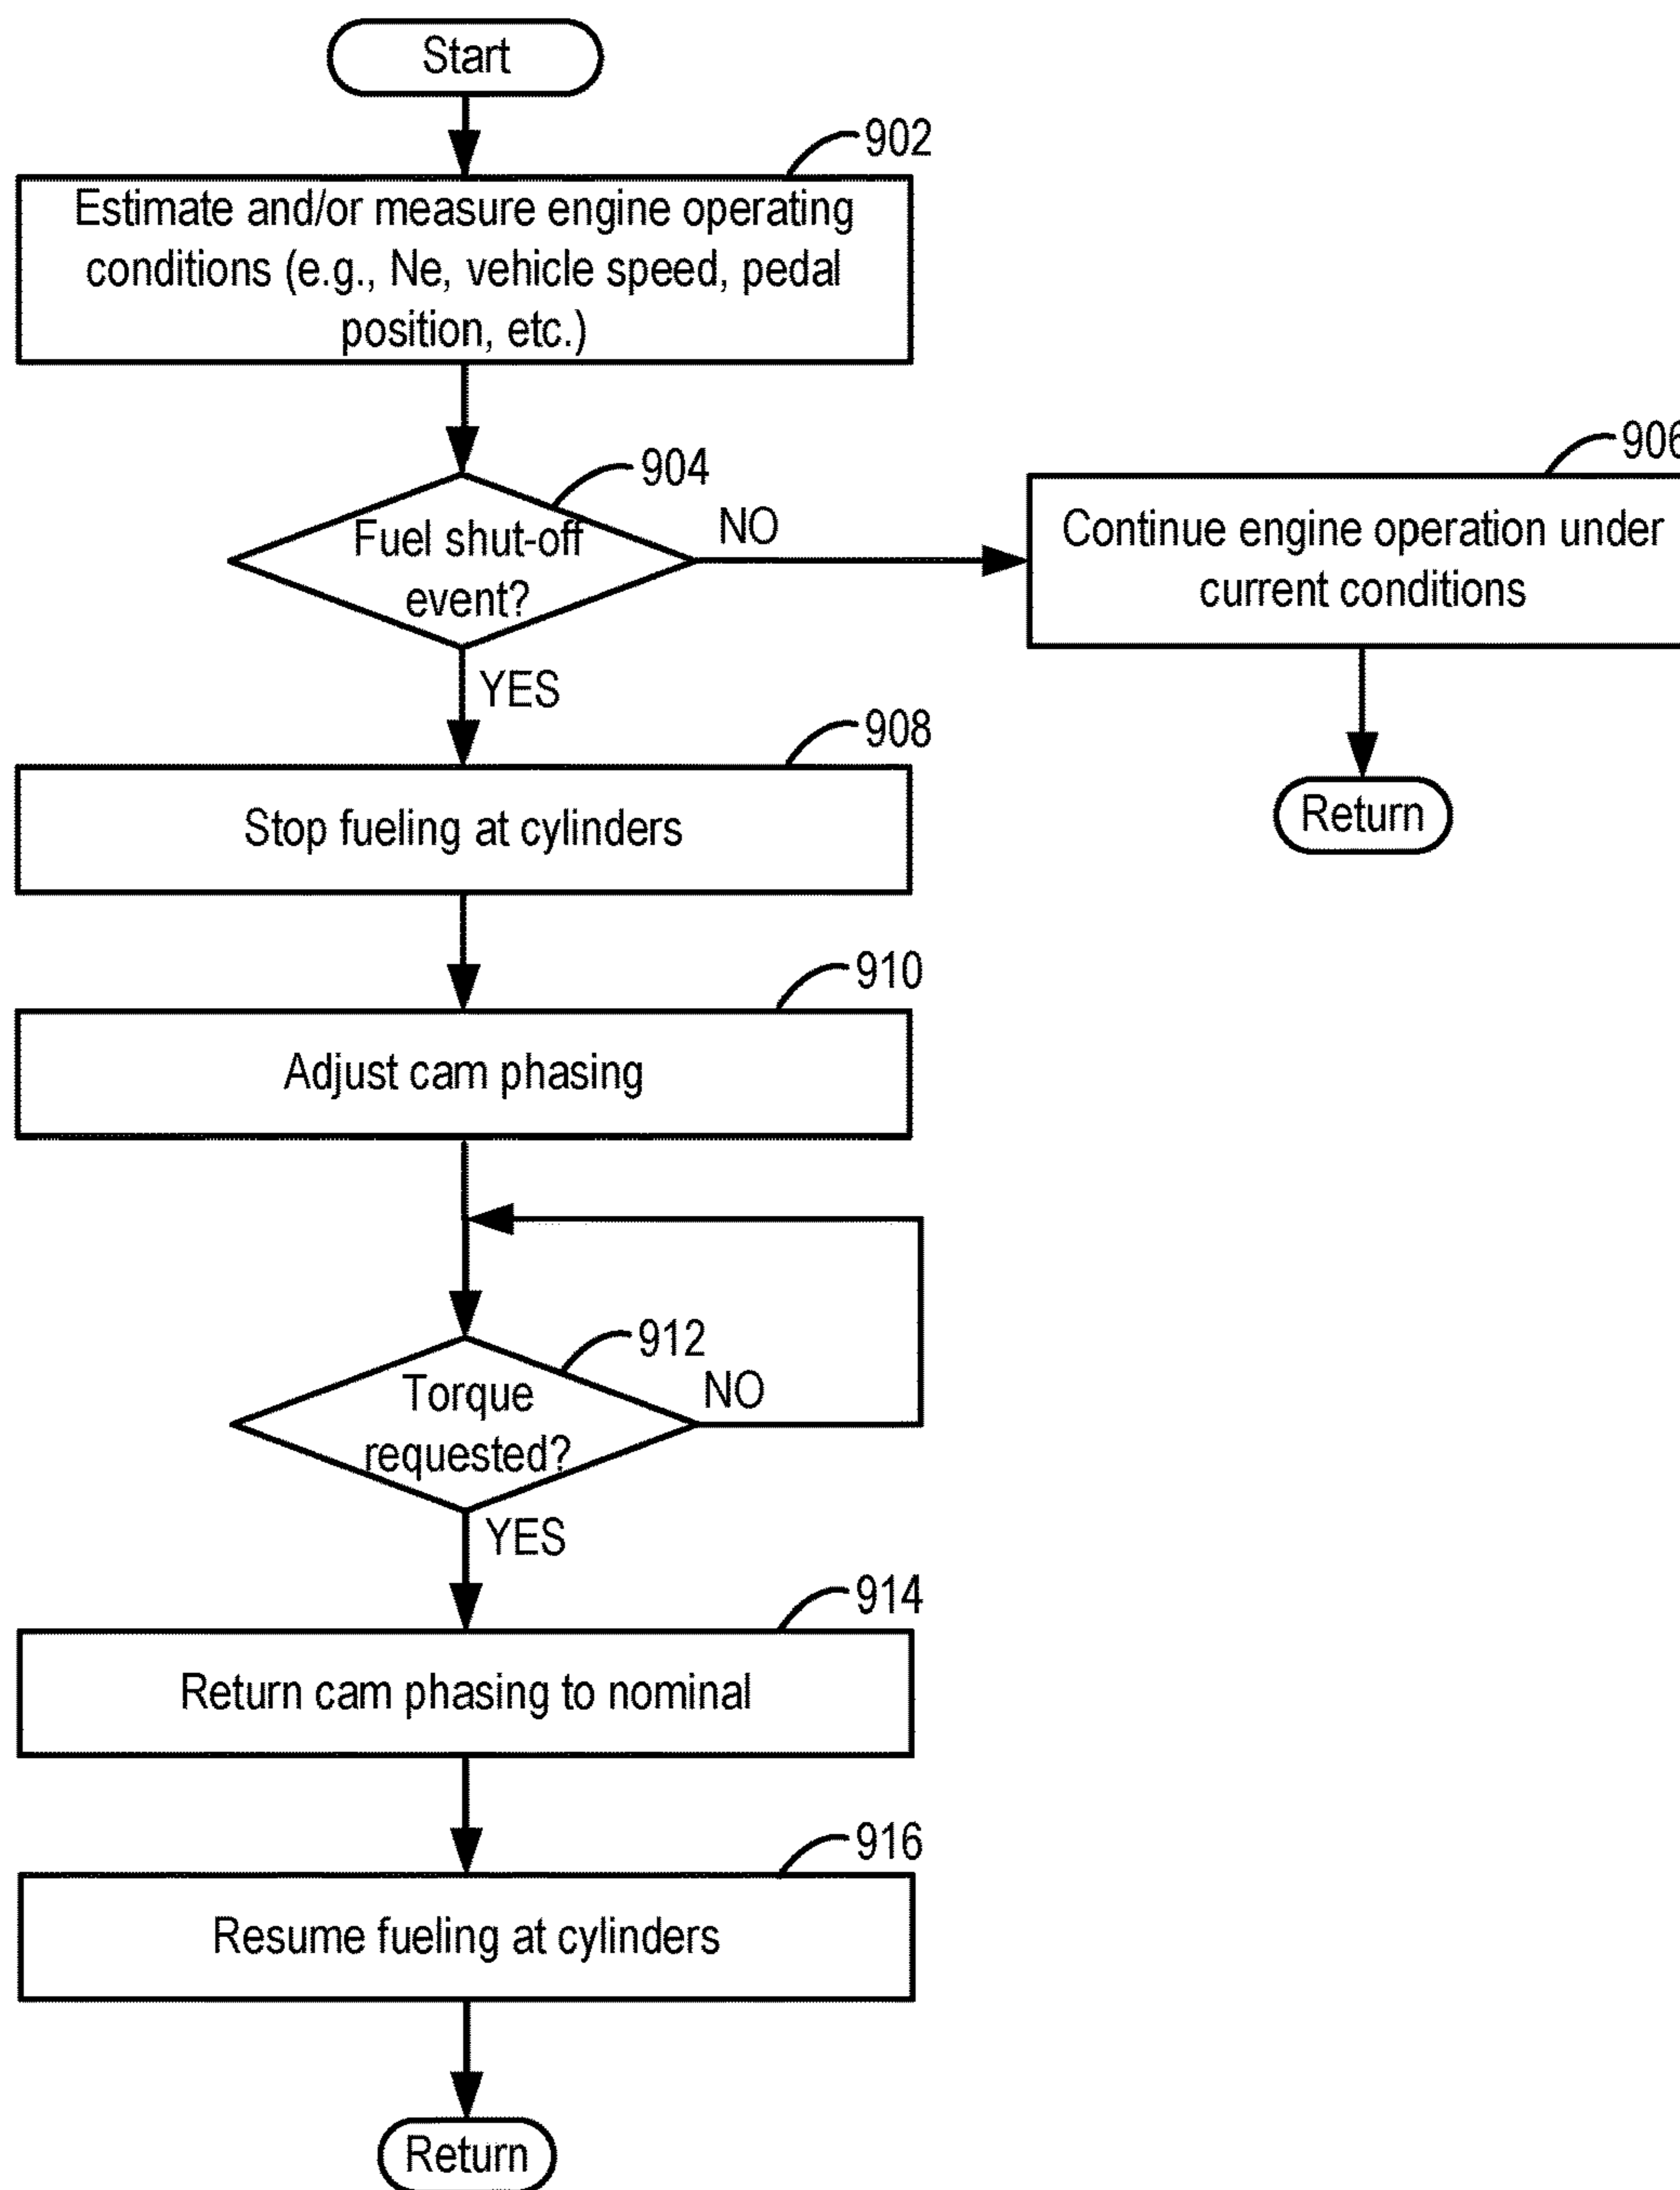 Start
902
Estimate and/or measure engine operating
conditions (e.g., Ne, vehicle speed, pedal
position, etc.)
904
Fuel shut-off
event?
NO
YES
906
Continue engine operation under
current conditions
Return
908
Stop fueling at cylinders
910
Adjust cam phasing
912
Torque
requested?
NO
YES
914
Return cam phasing to nominal
916
Resume fueling at cylinders
Return